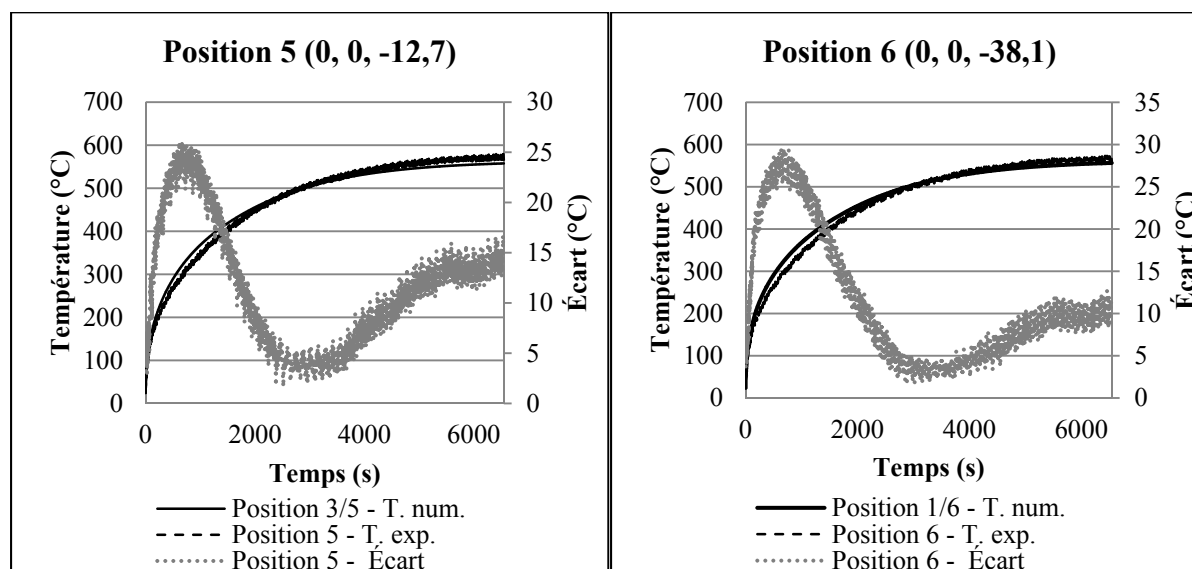 Position 5 (0, 0, -12,7)
700
600
500
400
300
200
100
0
Température (°C)
30
25
20
15
10
5
0
Écart (°C)
0
2000
4000
6000
Temps (s)
Position 3/5 - T. num.
Position 5 - T. exp.
Position 5 - Écart
Position 6 (0, 0, -38,1)
700
600
500
400
300
200
100
0
Température (°C)
35
30
25
20
15
10
5
0
Écart (°C)
0
2000
4000
6000
Temps (s)
Position 1/6 - T. num.
Position 6 - T. exp.
Position 6 - Écart